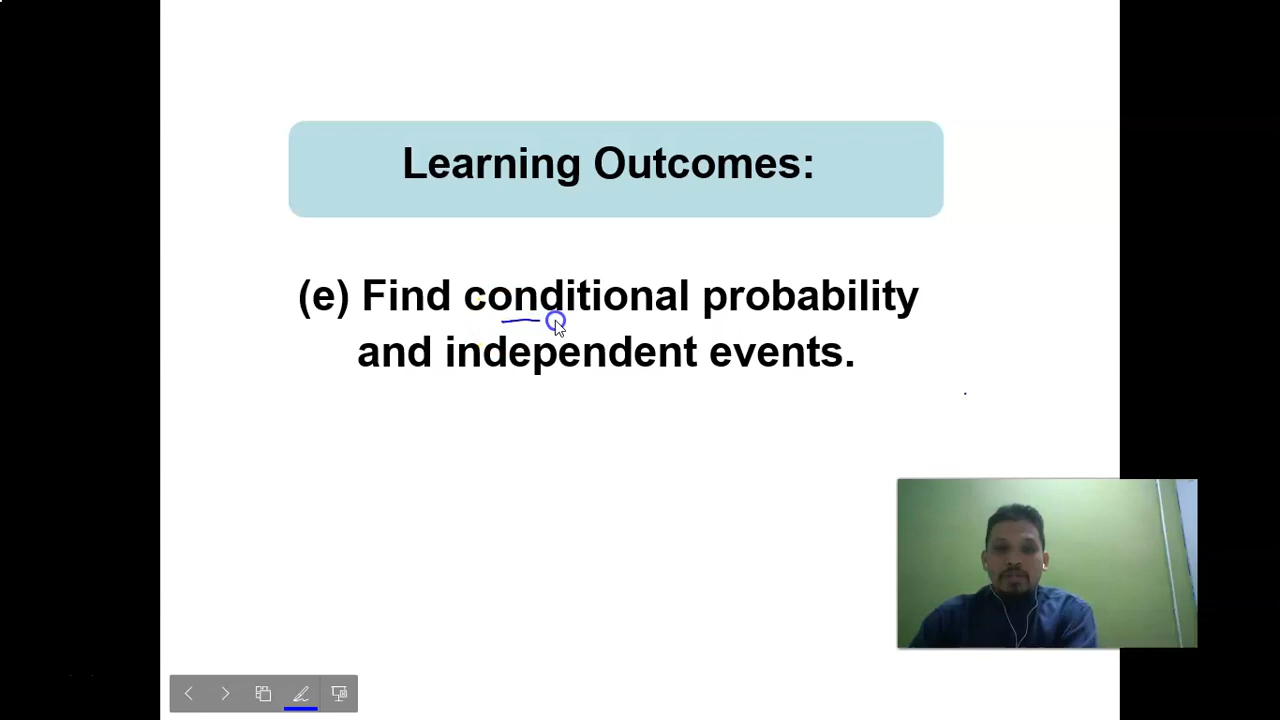 Learning Outcomes:
(e) Find conditional probability
and independent events.